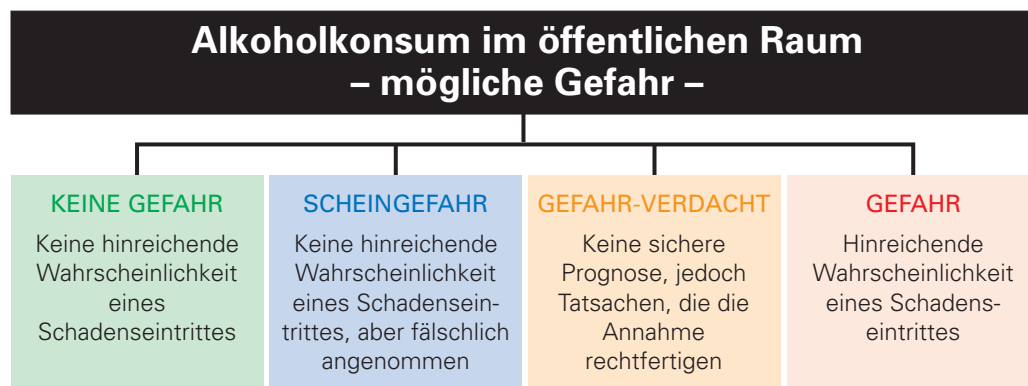 Alkoholkonsum im öffentlichen Raum
– mögliche Gefahr –
KEINE GEFAHR
Keine hinreichende
Wahrscheinlichkeit
eines
Schadenseintrittes
SCHEINGEFAHR
Keine hinreichende
Wahrscheinlichkeit
eines Schadensein-
trittes, aber fälschlich
angenommen
GEFAHR-VERDACHT
Keine sichere
Prognose, jedoch
Tatsachen, die die
Annahme
rechtfertigen
GEFAHR
Hinreichende
Wahrscheinlichkeit
eines Schadens-
eintrittes